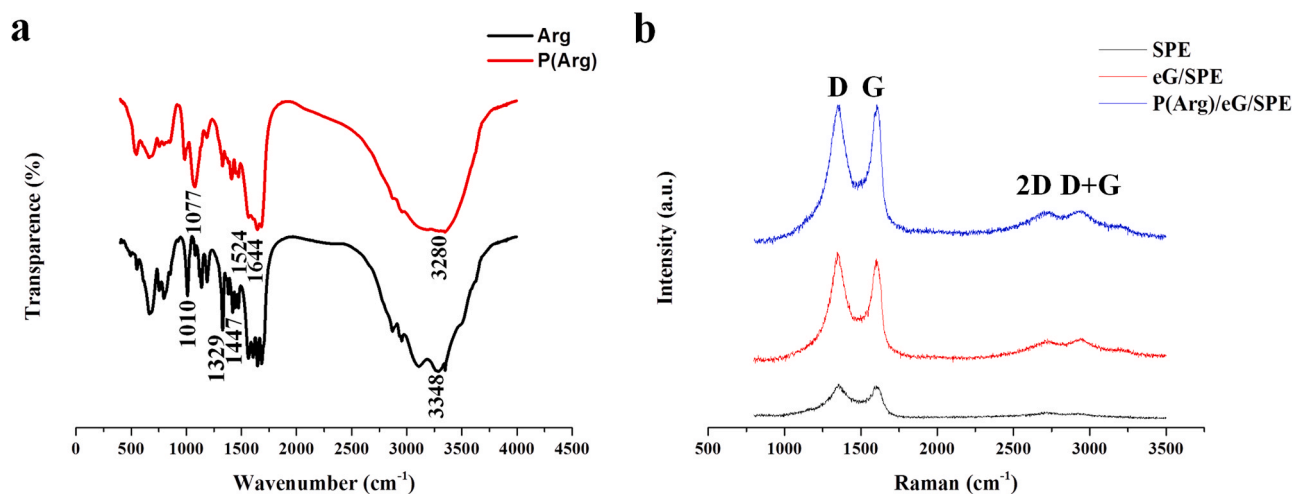 a
Arg
P(Arg)
Transparence (%)
1077
1524
1644
3280
1010
1329
1447
3348
0 500 1000 1500 2000 2500 3000 3500 4000 4500
Wavenumber (cm⁻¹)
b
SPE
eG/SPE
P(Arg)/eG/SPE
D G
2D D+G
Intensity (a.u.)
500 1000 1500 2000 2500 3000 3500
Raman (cm⁻¹)